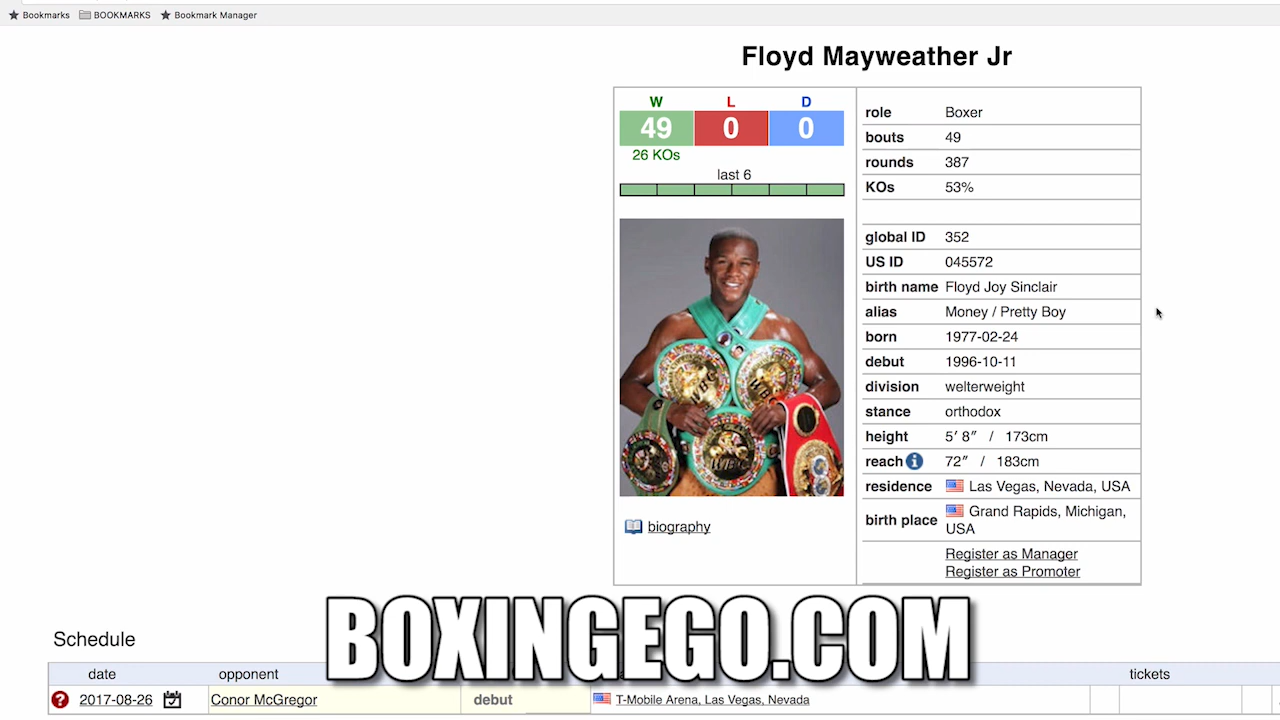 Bookmarks BOOKMARKS Bookmark Manager
Floyd Mayweather Jr
W L D
49 0 0
26 KOs
last 6
biography
role Boxer
bouts 49
rounds 387
KOs 53%
global ID 352
US ID 045572
birth name Floyd Joy Sinclair
alias Money / Pretty Boy
born 1977-02-24
debut 1996-10-11
division welterweight
stance orthodox
height 5′ 8″ / 173cm
reach 72″ / 183cm
residence Las Vegas, Nevada, USA
birth place Grand Rapids, Michigan,
USA
Register as Manager
Register as Promoter
BOXINGEGO.COM
Schedule
date opponent tickets
2017-08-26 Conor McGregor debut T-Mobile Arena, Las Vegas, Nevada